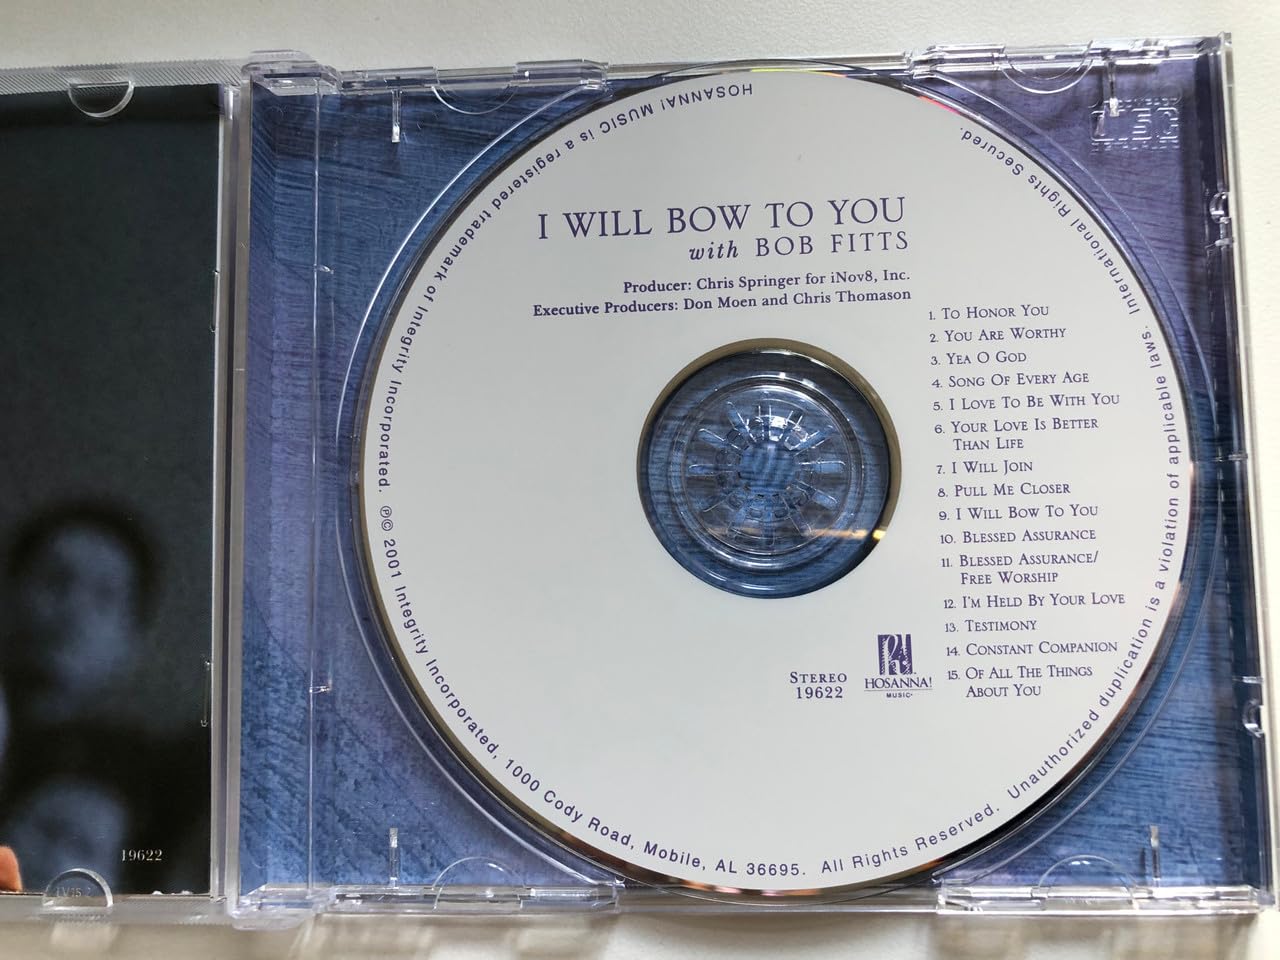 I WILL BOW TO YOU
with BOB FITTS
Producer: Chris Springer for iNov8, Inc.
Executive Producers: Don Moen and Chris Thomason
1. TO HONOR YOU
2. YOU ARE WORTHY
3. YEA O GOD
4. SONG OF EVERY AGE
5. I LOVE TO BE WITH YOU
6. YOUR LOVE IS BETTER
THAN LIFE
7. I WILL JOIN
8. PULL ME CLOSER
9. I WILL BOW TO YOU
10. BLESSED ASSURANCE
11. BLESSED ASSURANCE/
FREE WORSHIP
12. I'M HELD BY YOUR LOVE
13. TESTIMONY
14. CONSTANT COMPANION
15. OF ALL THE THINGS
ABOUT YOU
STEREO
19622
HOSANNA!
MUSIC
HOSANNA! MUSIC is a registered trademark of Integrity Incorporated.
℗© 2001 Integrity Incorporated, 1000 Cody Road, Mobile, AL 36695. All Rights Reserved. Unauthorized duplication is a violation of applicable laws. International Rights Secured.
19622